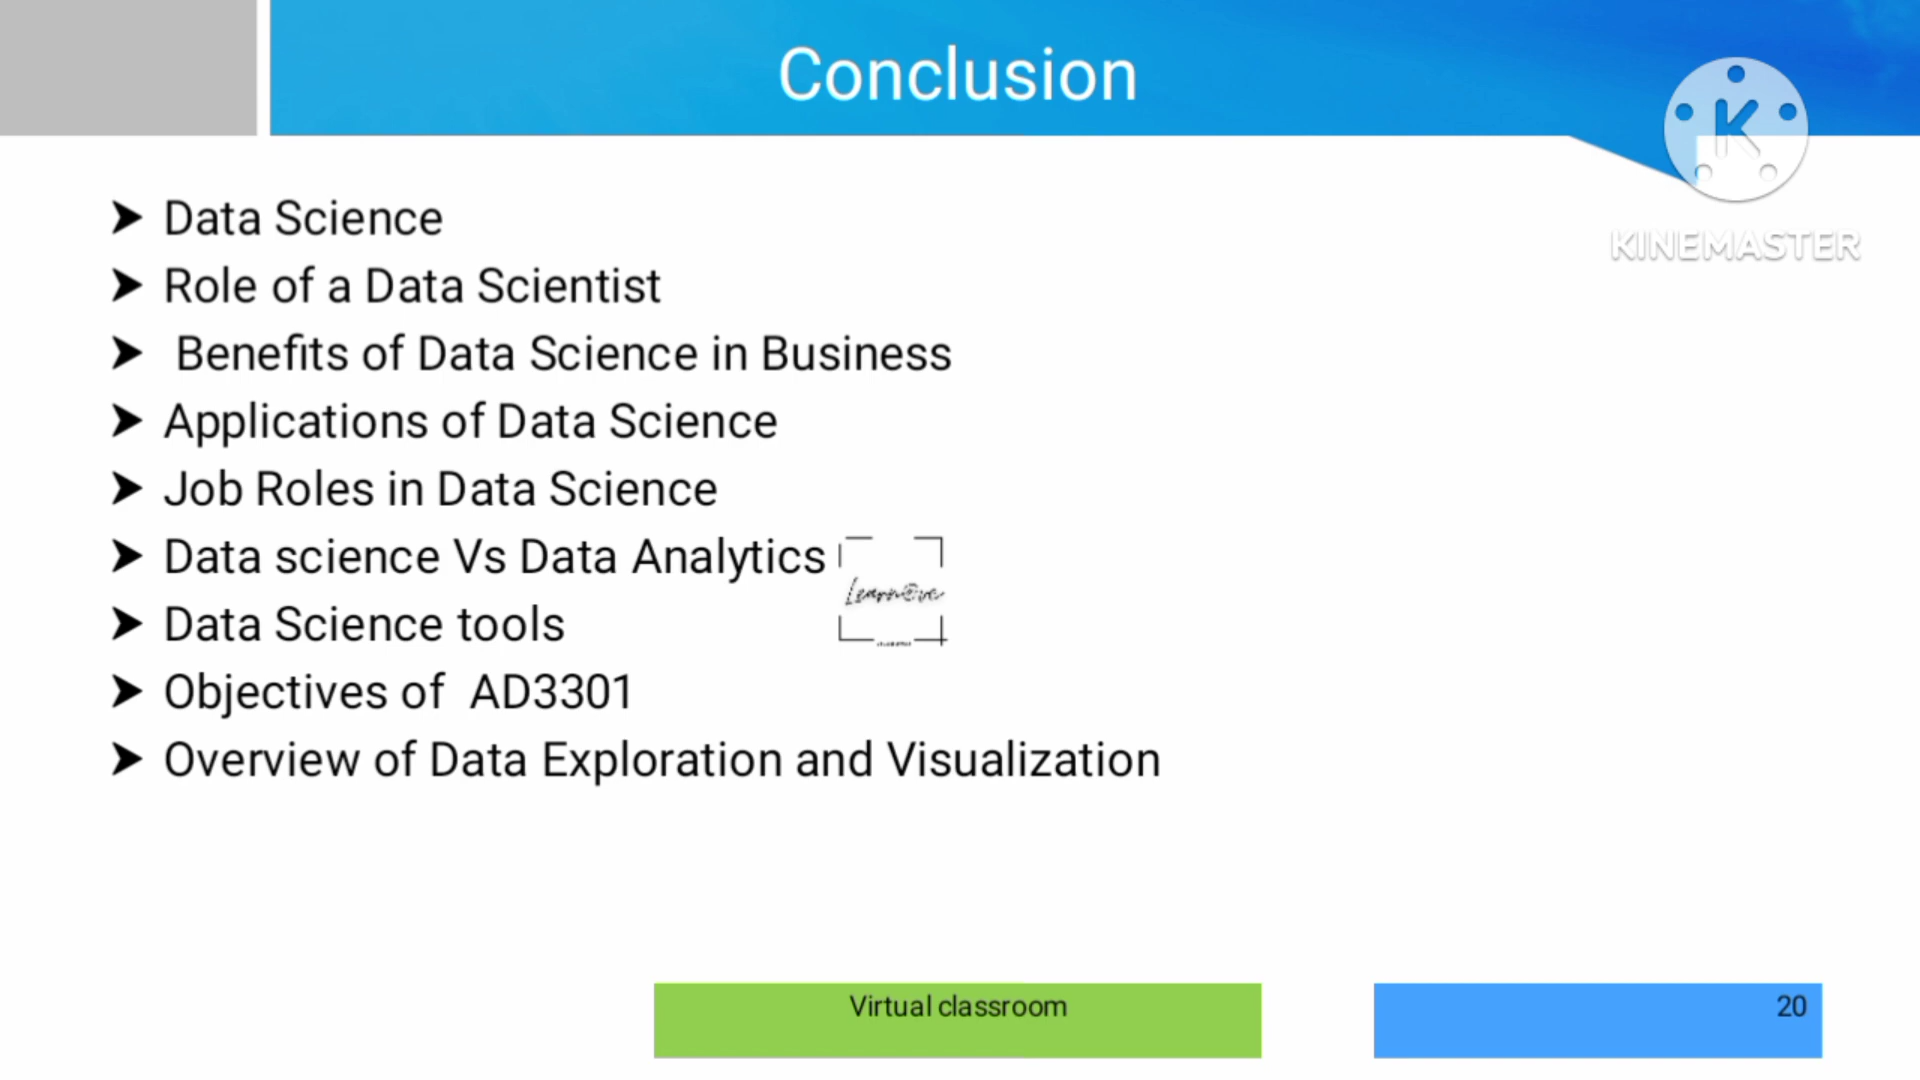 Conclusion
K
KINEMASTER
➤ Data Science
➤ Role of a Data Scientist
➤ Benefits of Data Science in Business
➤ Applications of Data Science
➤ Job Roles in Data Science
➤ Data science Vs Data Analytics
➤ Data Science tools
➤ Objectives of AD3301
➤ Overview of Data Exploration and Visualization
Virtual classroom
20